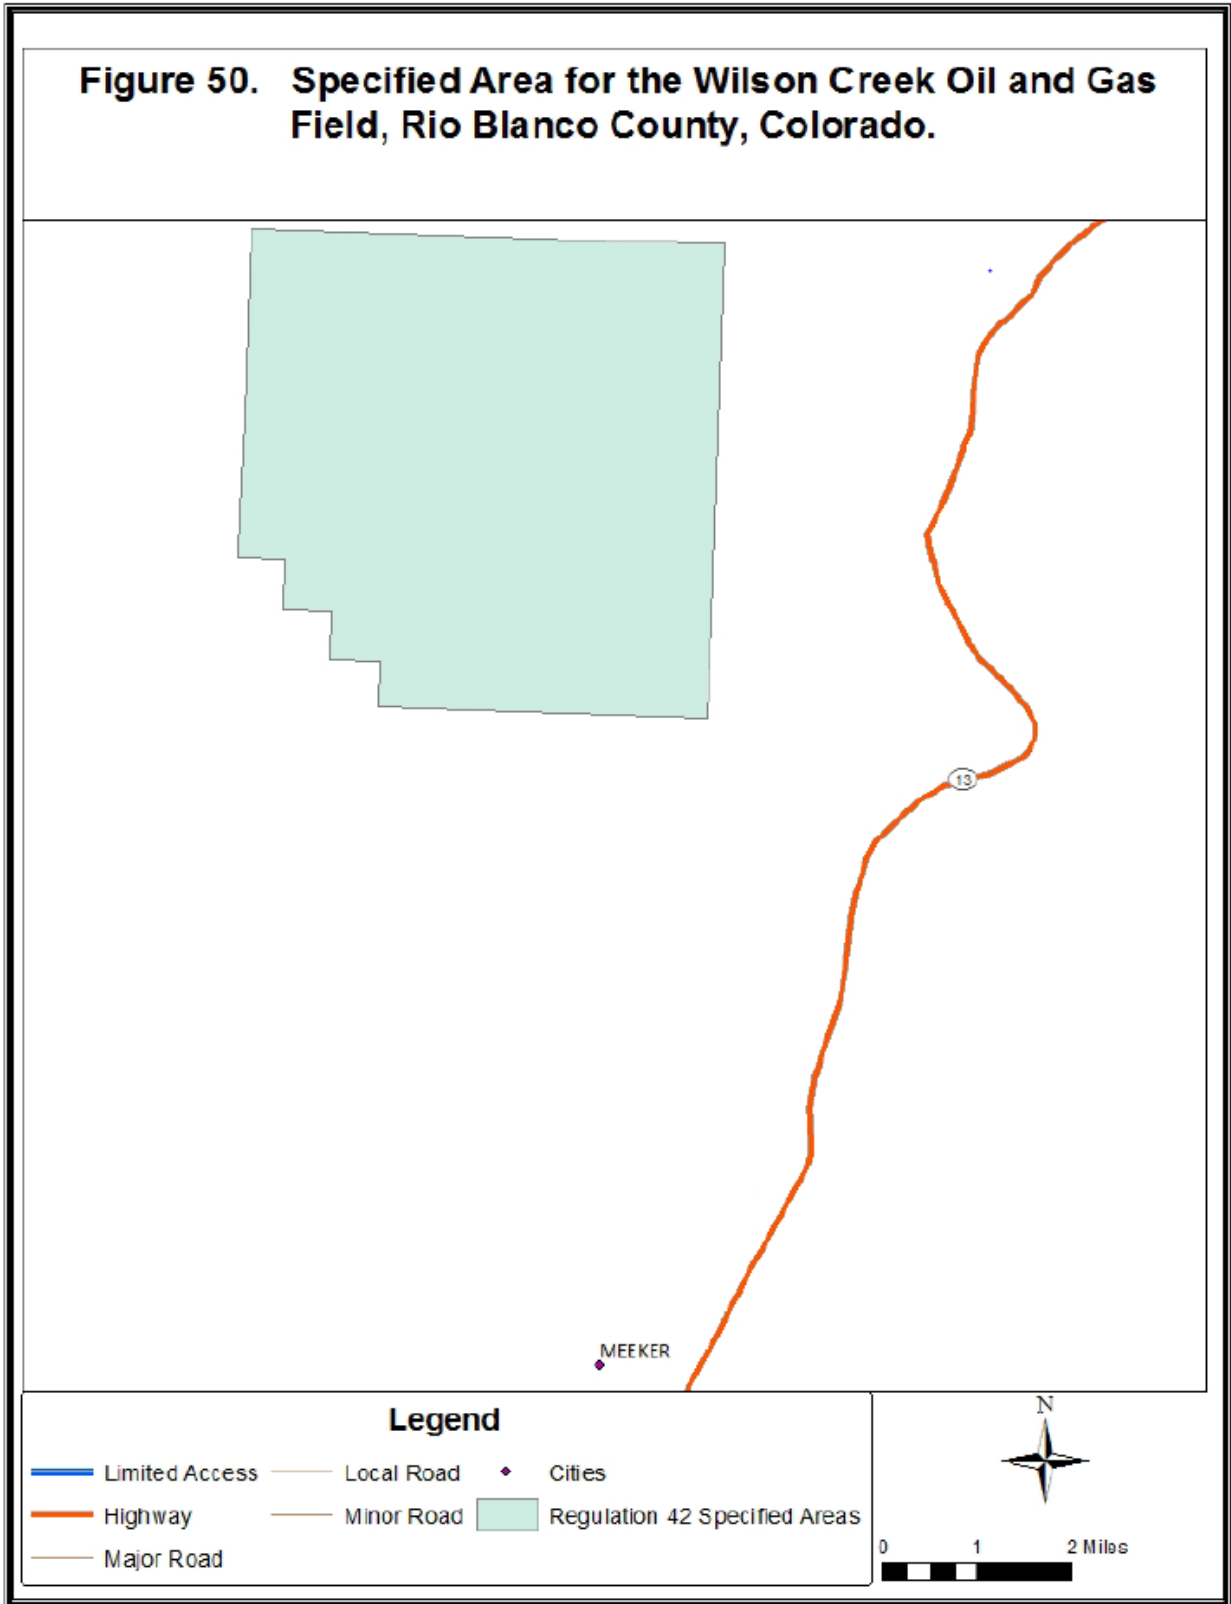 Figure 50. Specified Area for the Wilson Creek Oil and Gas
Field, Rio Blanco County, Colorado.
13
MEEKER
Legend
Limited Access
Local Road
Cities
Highway
Minor Road
Regulation 42 Specified Areas
Major Road
N
0 1 2 Miles